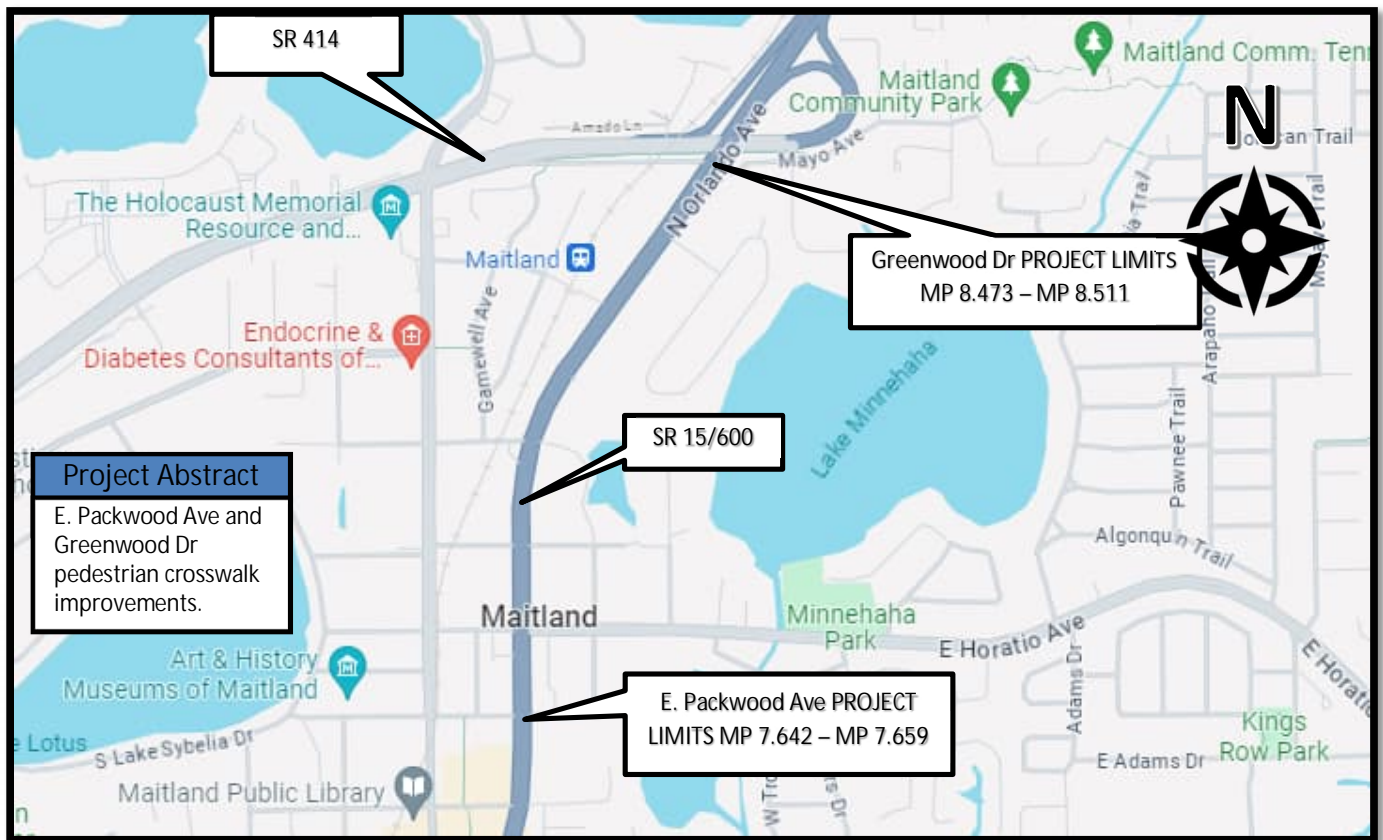 SR 414
Maitland Comm. Ten
Maitland
Community Park
N
Amado Ln
Mayo Ave
N Orlando Ave
Trail
The Holocaust Memorial
Resource and...
Maitland
Greenwood Dr PROJECT LIMITS
MP 8.473 – MP 8.511
Arapaho
Endocrine &
Diabetes Consultants of...
Gamewell Ave
Lake Minnehaha
Pawnee Trail
SR 15/600
Project Abstract
E. Packwood Ave and
Greenwood Dr
pedestrian crosswalk
improvements.
Algonquin Trail
Maitland
Minnehaha
Park
E Horatio Ave
E Horatio
Adams Dr
Art & History
Museums of Maitland
E. Packwood Ave PROJECT
LIMITS MP 7.642 – MP 7.659
Kings
Row Park
Lotus
S Lake Sybelia Dr
E Adams Dr
Maitland Public Library